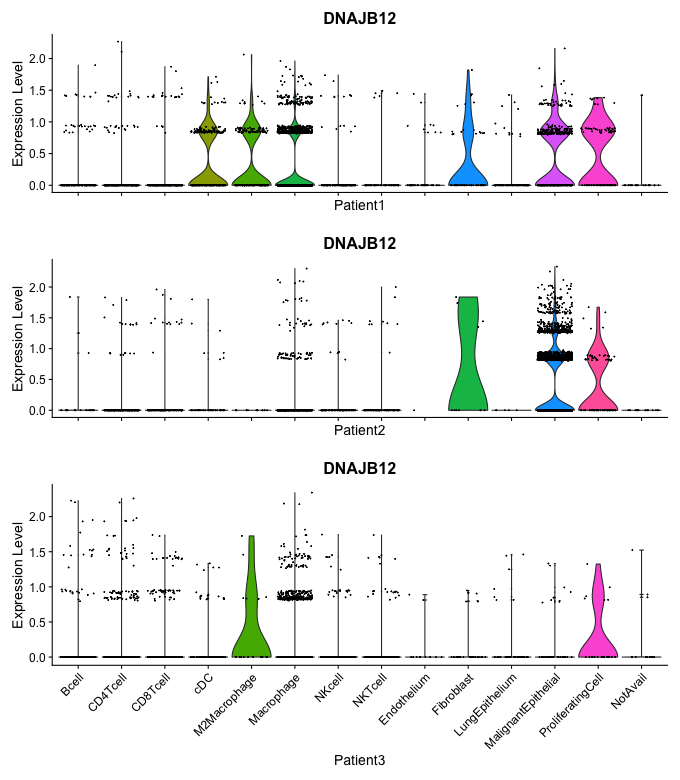 DNAJB12
Expression Level
2.0
1.5
1.0
0.5
0.0
Patient1
DNAJB12
Expression Level
2.0
1.5
1.0
0.5
0.0
Patient2
DNAJB12
Expression Level
2.0
1.5
1.0
0.5
0.0
Bcell
CD4Tcell
CD8Tcell
cDC
M2Macrophage
Macrophage
NKcell
NKTcell
Endothelium
Fibroblast
LungEpithelium
MalignantEpithelial
ProliferatingCell
NotAvail
Patient3